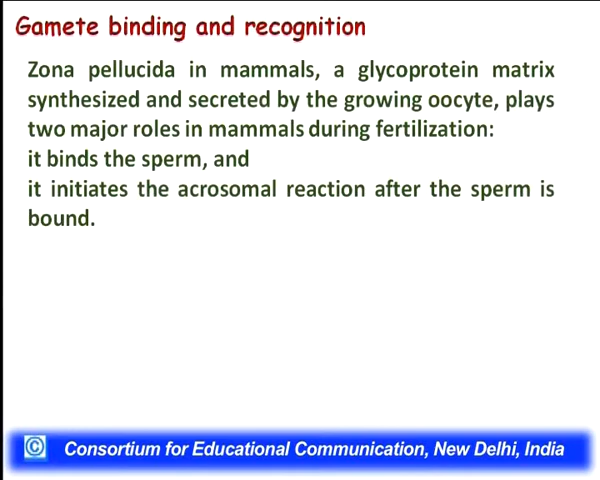 Gamete binding and recognition
Zona pellucida in mammals, a glycoprotein matrix
synthesized and secreted by the growing oocyte, plays
two major roles in mammals during fertilization:
it binds the sperm, and
it initiates the acrosomal reaction after the sperm is
bound.
© Consortium for Educational Communication, New Delhi, India